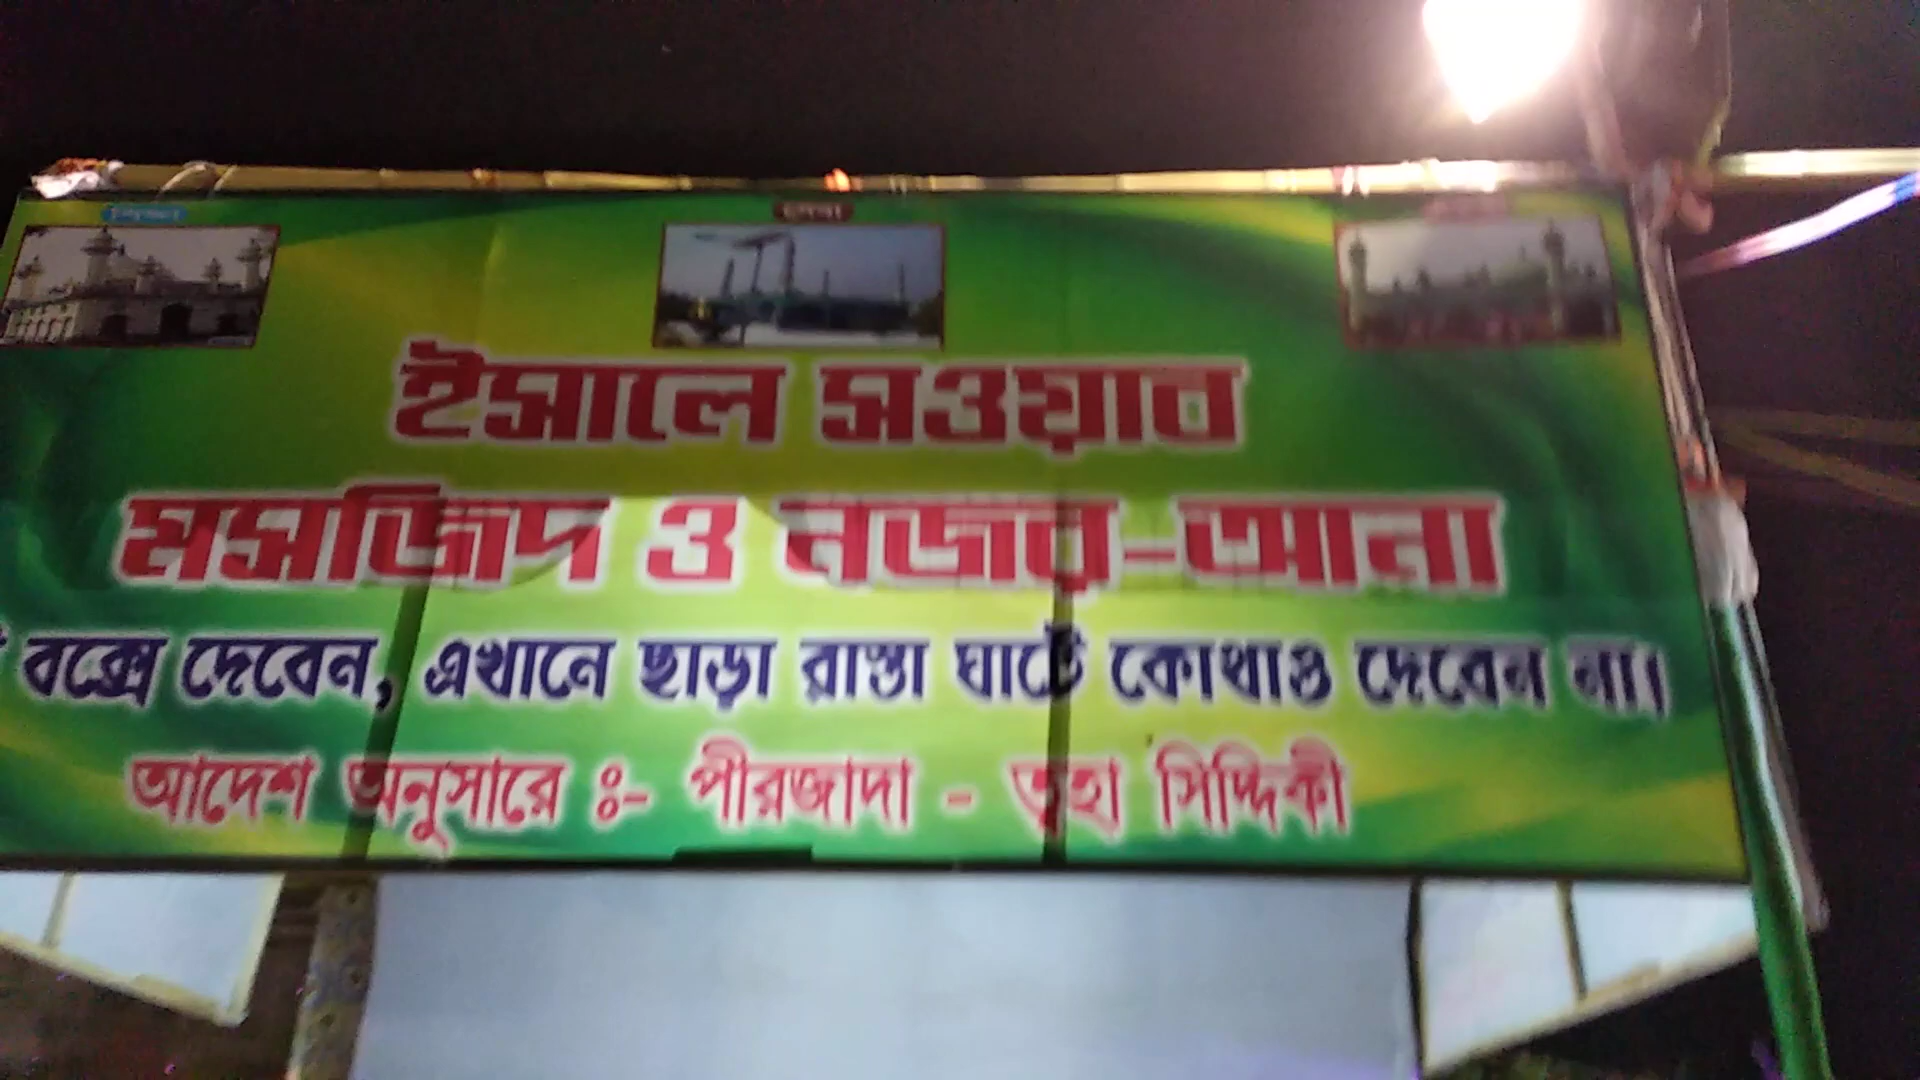 ইসালে সওয়াব
মসজিদ ও নজর-আনা
বক্সে দেবেন, এখানে ছাড়া রাস্তা ঘাটে কোথাও দেবেন না।
আদেশ অনুসারে ঃ- পীরজাদা - ত্বহা সিদ্দিকী